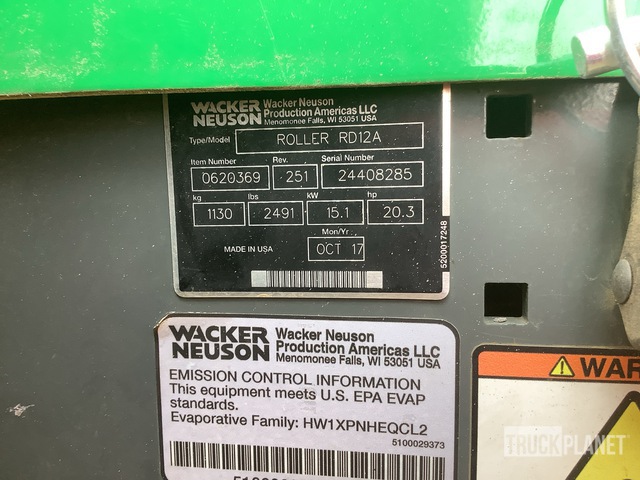 WACKER NEUSON
Wacker Neuson
Production Americas LLC
Menomonee Falls, WI 53051 USA
Type/Model ROLLER RD12A
Item Number Rev. Serial Number
0620369 251 24408285
kg lbs kW hp
1130 2491 15.1 20.3
Mon/Yr
MADE IN USA OCT 17
5200017248
WACKER NEUSON
Wacker Neuson
Production Americas LLC
Menomonee Falls, WI 53051 USA
EMISSION CONTROL INFORMATION
This equipment meets U.S. EPA EVAP
standards.
Evaporative Family: HW1XPNHEQCL2
5100029373
WAR
TRUCKPLANET